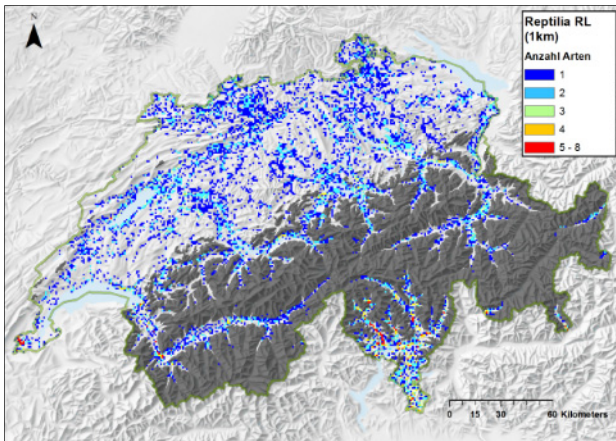 N
Reptilia RL
(1km)
Anzahl Arten
1
2
3
4
5 - 8
0 15 30 60 Kilometers